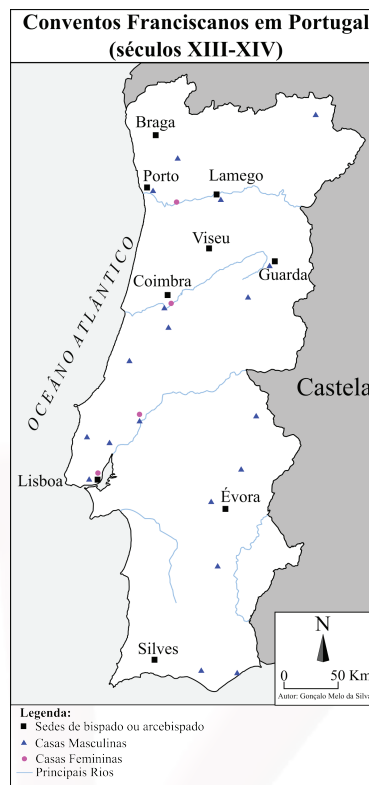 Conventos Franciscanos em Portugal
(séculos XIII-XIV)
Braga
Porto
Lamego
Viseu
Guarda
Coimbra
OCEÂNO ATLÂNTICO
Castela
Lisboa
Évora
Silves
N
0 50 Km
Autor: Gonçalo Melo da Silva
Legenda:
Sedes de bispado ou arcebispado
Casas Masculinas
Casas Femininas
Principais Rios